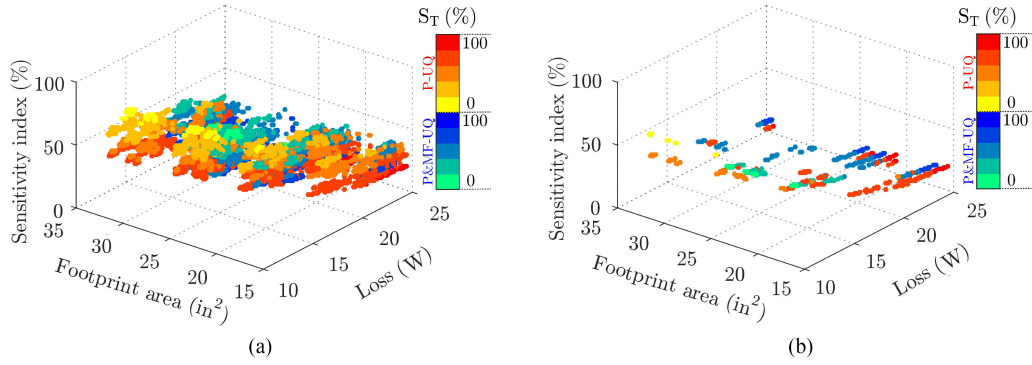 S_T (%)
100
P-UQ
0
100
P&MF-UQ
0
Sensitivity index (%)
100
50
0
35
30
25
20
15
Footprint area (in²)
10
15
20
25
Loss (W)
(a)
S_T (%)
100
P-UQ
0
100
P&MF-UQ
0
Sensitivity index (%)
100
50
0
35
30
25
20
15
Footprint area (in²)
10
15
20
25
Loss (W)
(b)